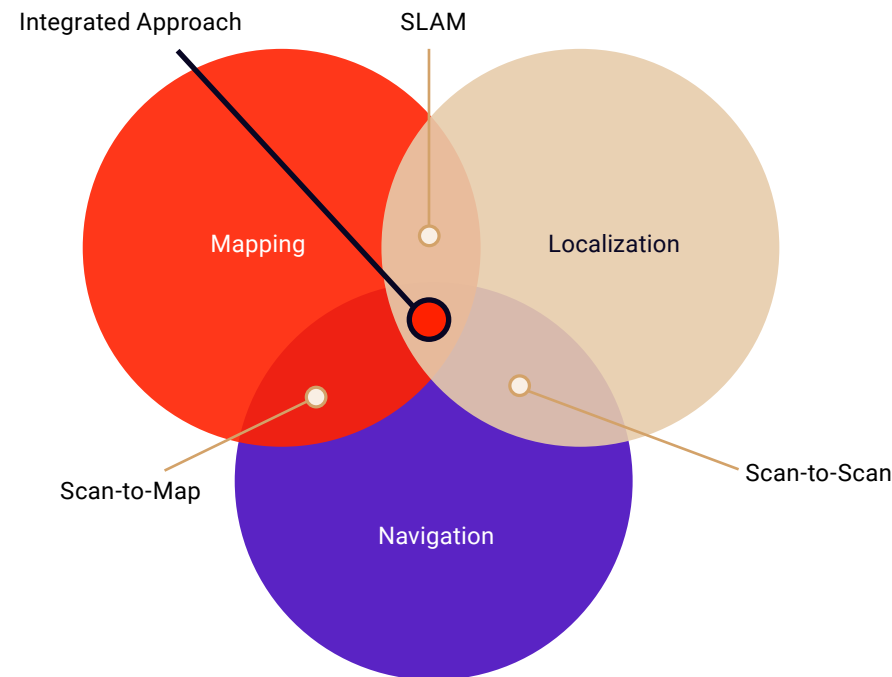 Integrated Approach
SLAM
Mapping
Localization
Scan-to-Map
Scan-to-Scan
Navigation